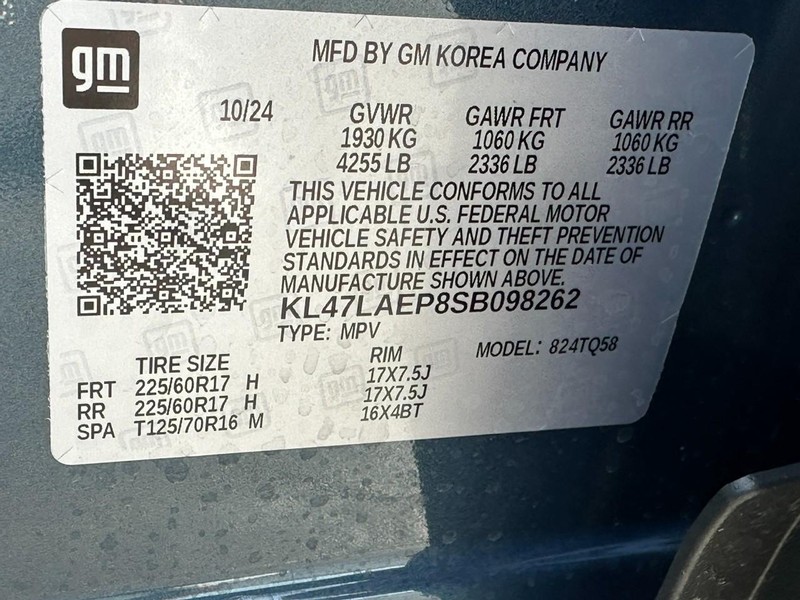 gm
MFD BY GM KOREA COMPANY
10/24 GVWR GAWR FRT GAWR RR
1930 KG 1060 KG 1060 KG
4255 LB 2336 LB 2336 LB
THIS VEHICLE CONFORMS TO ALL
APPLICABLE U.S. FEDERAL MOTOR
VEHICLE SAFETY AND THEFT PREVENTION
STANDARDS IN EFFECT ON THE DATE OF
MANUFACTURE SHOWN ABOVE.
KL47LAEP8SB098262
TYPE: MPV MODEL: 824TQ58
TIRE SIZE RIM
FRT 225/60R17 H 17X7.5J
RR 225/60R17 H 17X7.5J
SPA T125/70R16 M 16X4BT